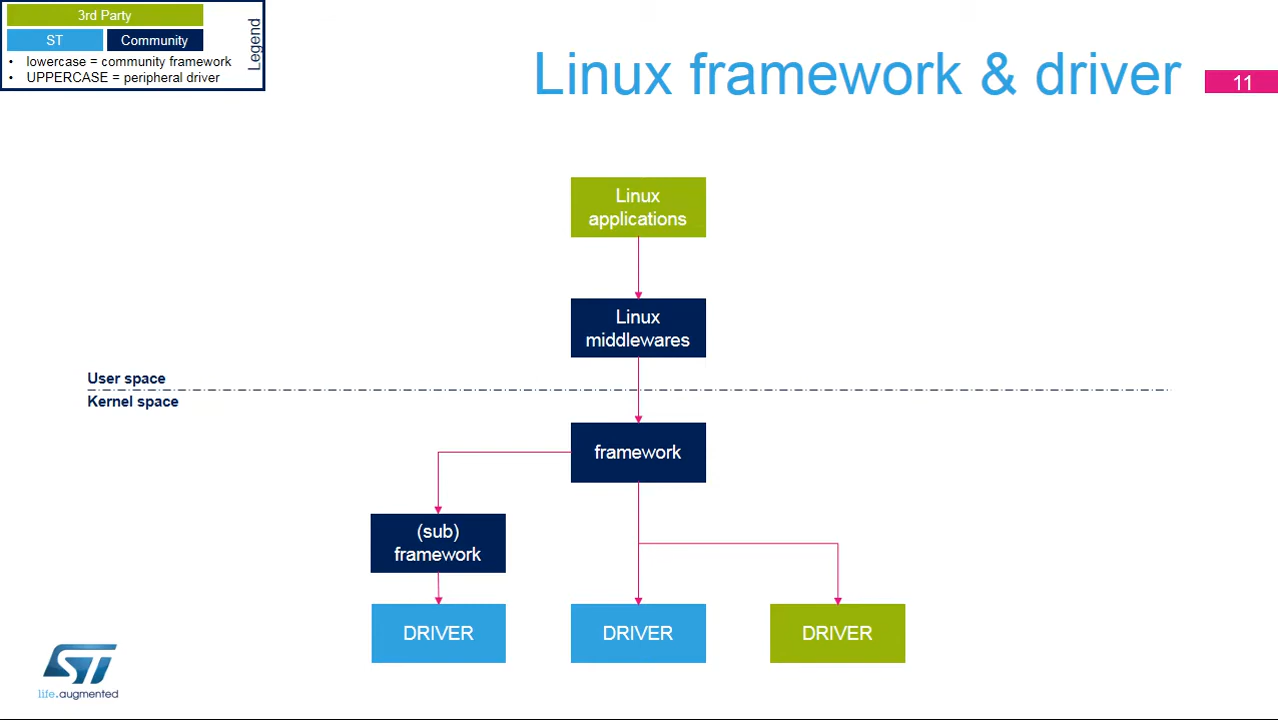 3rd Party
ST
Community
Legend
• lowercase = community framework
• UPPERCASE = peripheral driver
Linux framework & driver
11
Linux
applications
Linux
middlewares
User space
Kernel space
framework
(sub)
framework
DRIVER
DRIVER
DRIVER
ST
life.augmented